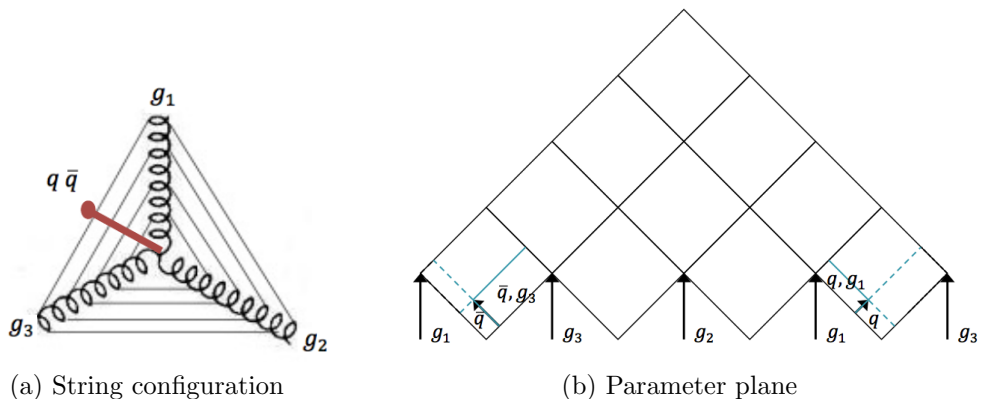 g₁
q q̄
g₃
g₂
q̄, g₃
q, g₁
g₁
q̄
g₃
g₂
g₁
q
g₃
(a) String configuration
(b) Parameter plane